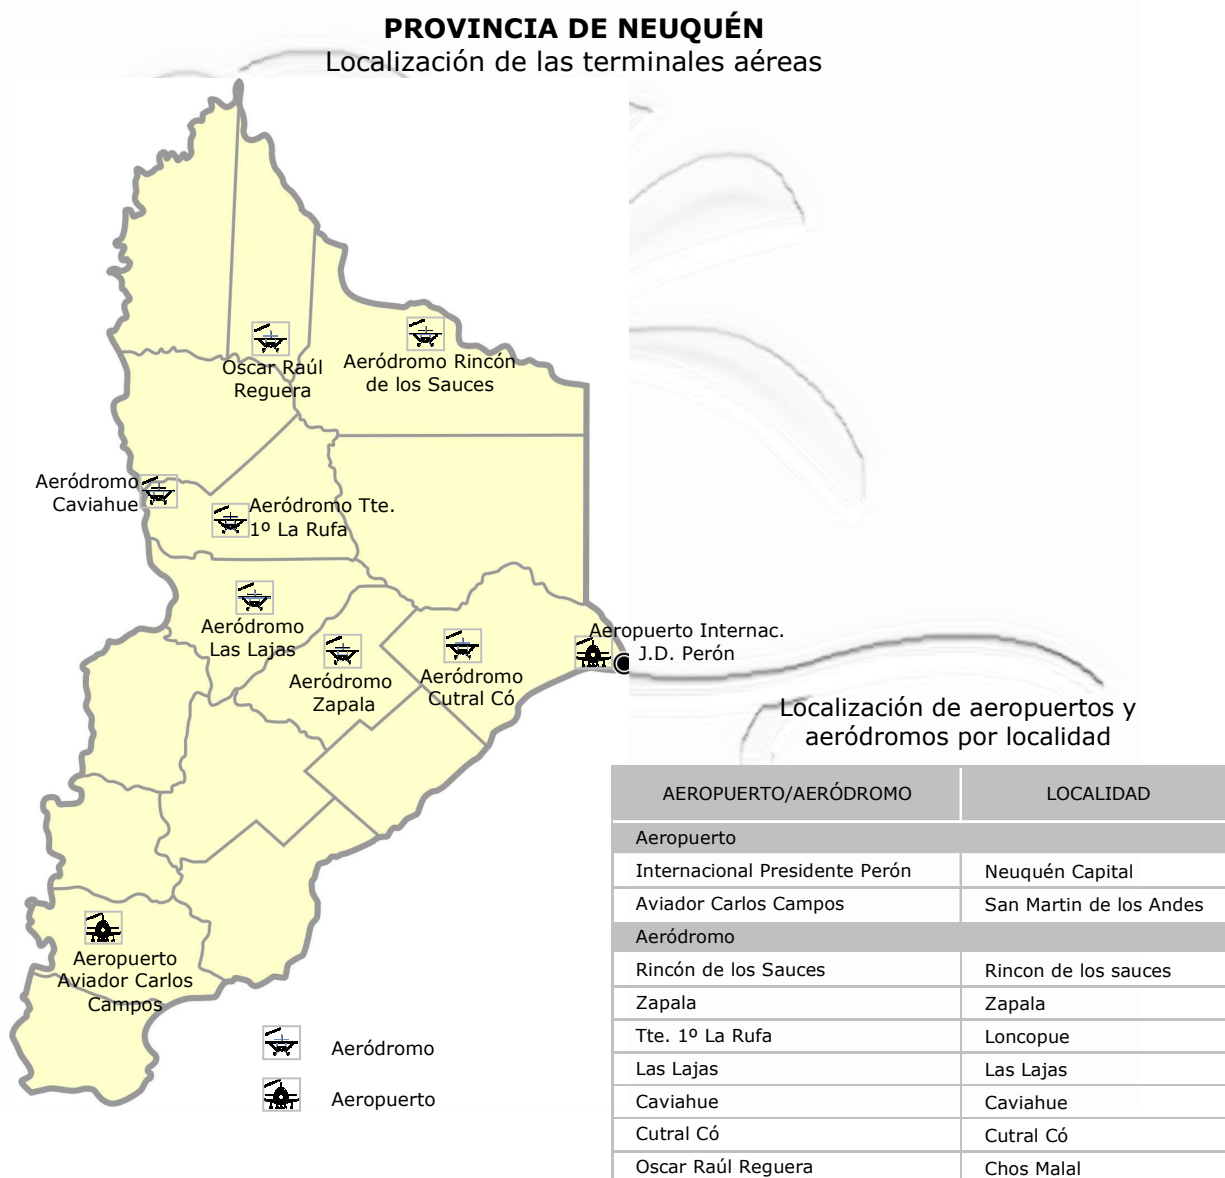 PROVINCIA DE NEUQUÉN
Localización de las terminales aéreas
Oscar Raúl
Reguera
Aeródromo Rincón
de los Sauces
Aeródromo
Caviahue
Aeródromo Tte.
1º La Rufa
Aeródromo
Las Lajas
Aeródromo
Zapala
Aeródromo
Cutral Có
Aeropuerto Internac.
J.D. Perón
Aeropuerto
Aviador Carlos
Campos
Aeródromo
Aeropuerto
Localización de aeropuertos y
aeródromos por localidad
AEROPUERTO/AERÓDROMO LOCALIDAD
Aeropuerto
Internacional Presidente Perón Neuquén Capital
Aviador Carlos Campos San Martin de los Andes
Aeródromo
Rincón de los Sauces Rincon de los sauces
Zapala Zapala
Tte. 1º La Rufa Loncopue
Las Lajas Las Lajas
Caviahue Caviahue
Cutral Có Cutral Có
Oscar Raúl Reguera Chos Malal